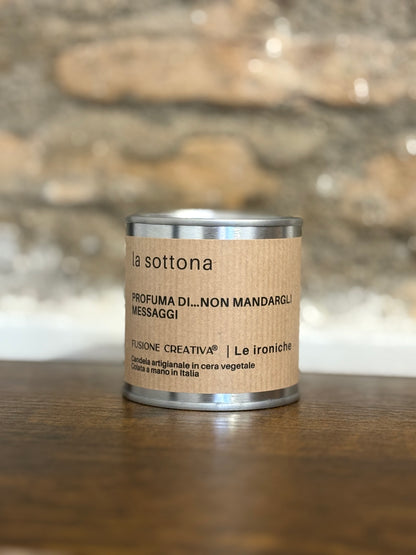 la sottona
PROFUMA DI...NON MANDARGLI
MESSAGGI
FUSIONE CREATIVA® | Le ironiche
Candela artigianale in cera vegetale
Colata a mano in Italia